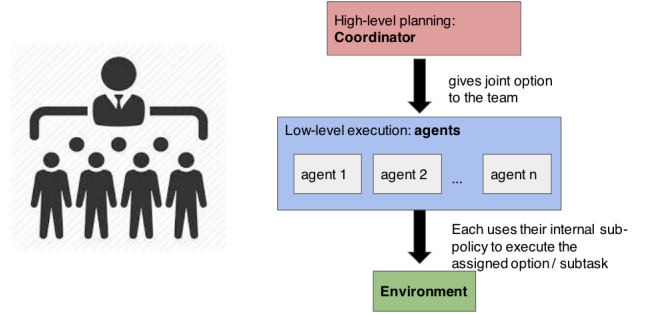 High-level planning:
Coordinator
gives joint option
to the team
Low-level execution: agents
agent 1
agent 2
...
agent n
Each uses their internal sub-
policy to execute the
assigned option / subtask
Environment